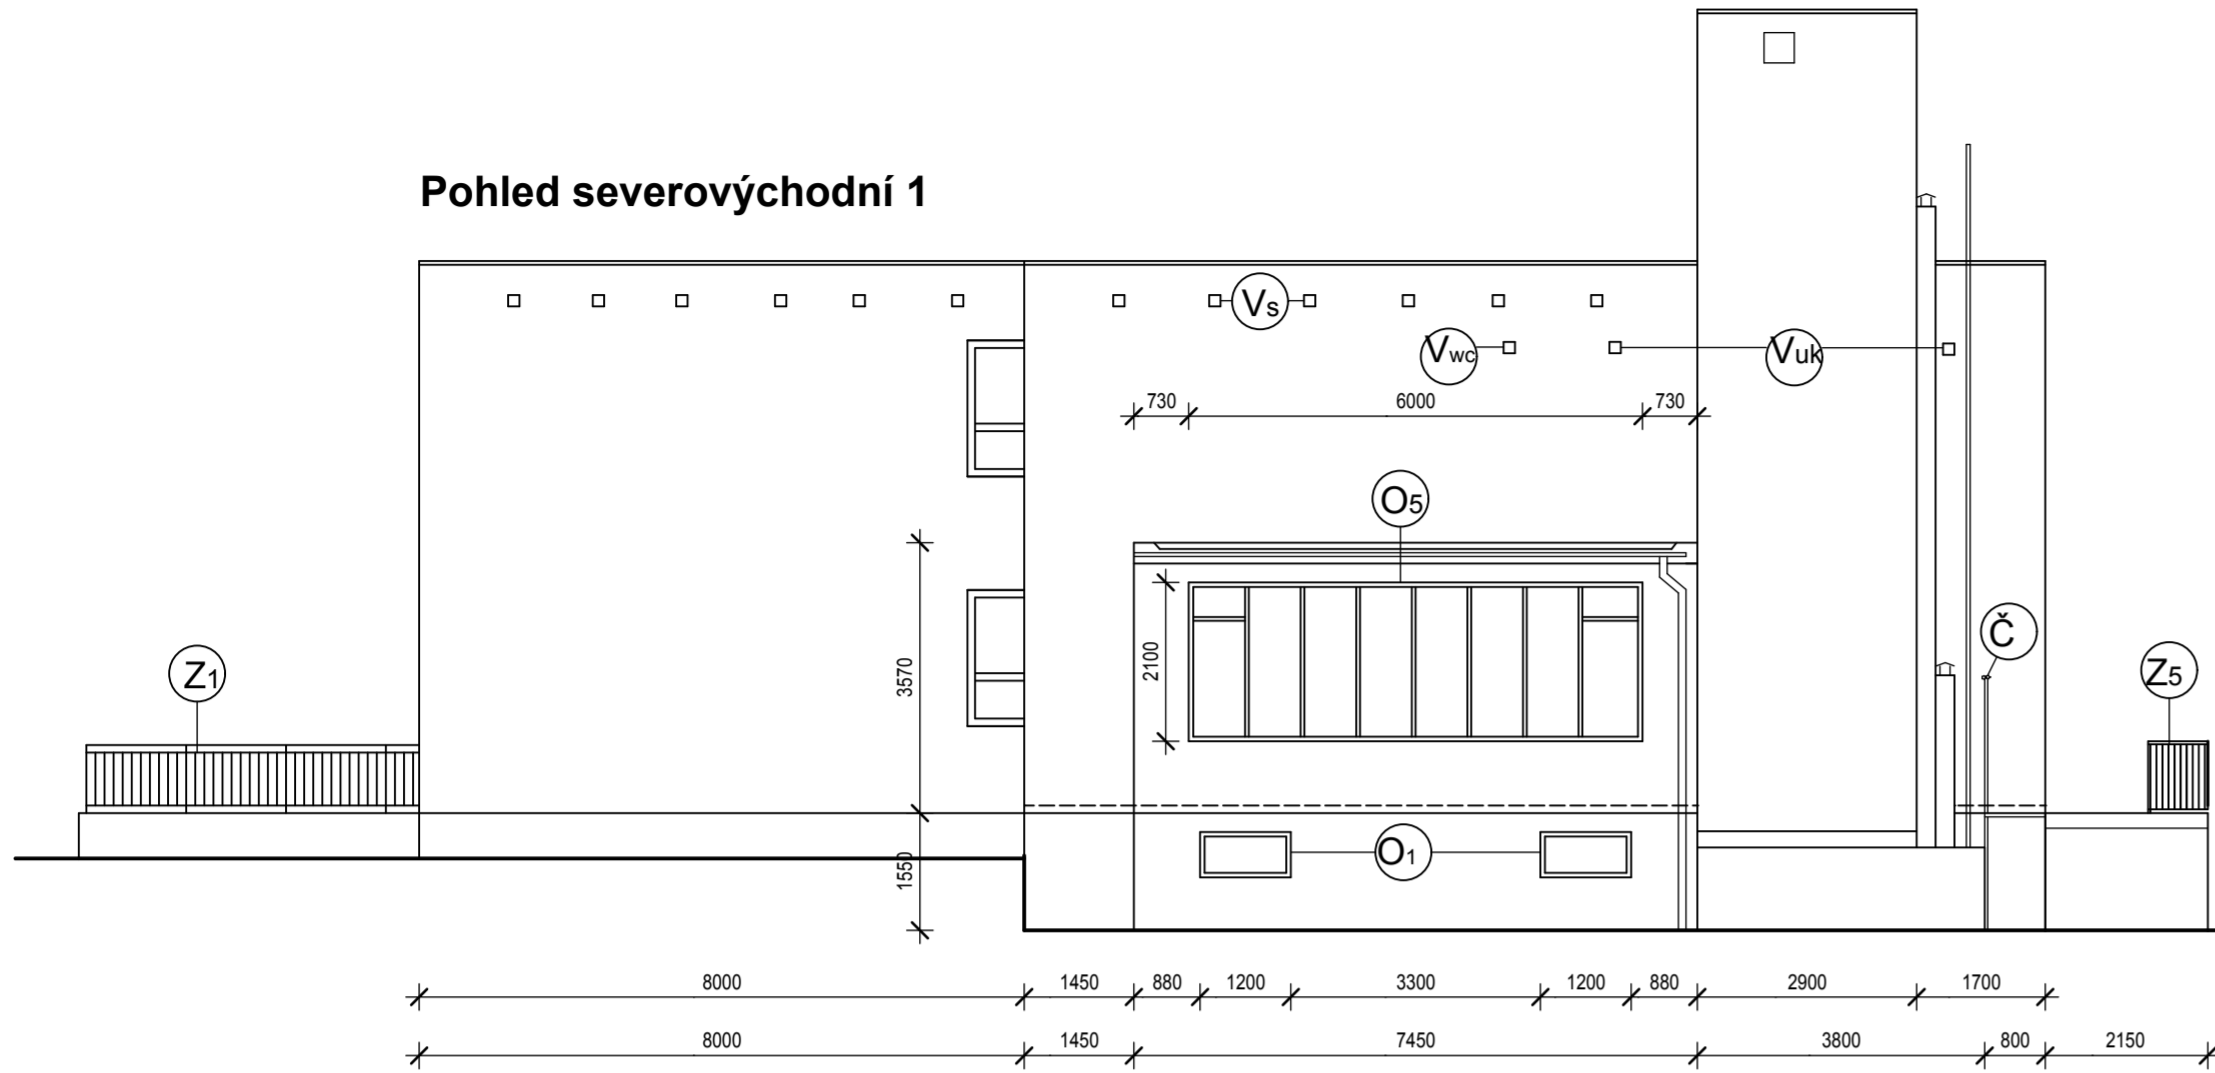 Pohled severovýchodní 1
Vs
Vwc
Vuk
730 6000 730
O5
3570
2100
Č
Z1
Z5
1550
O1
8000 1450 880 1200 3300 1200 880 2900 1700
8000 1450 7450 3800 800 2150